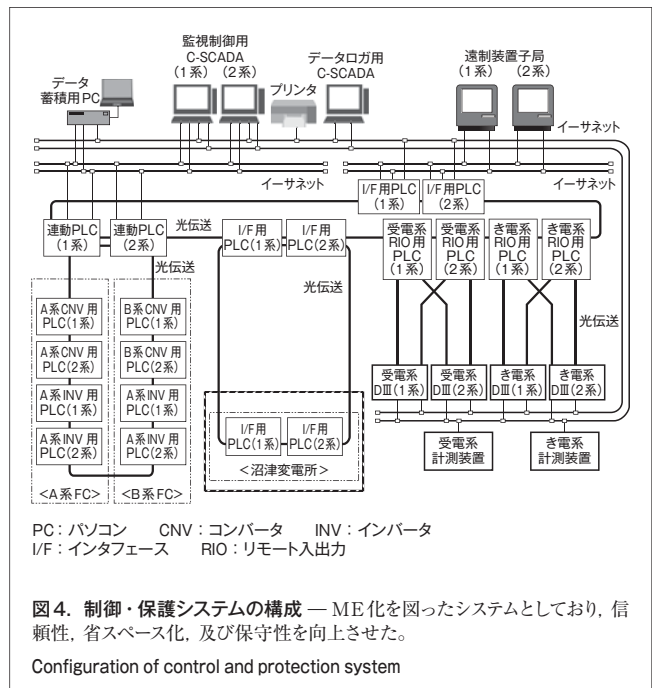 監視制御用
C-SCADA
(1系) (2系)
データロガ用
C-SCADA
遠制装置子局
(1系) (2系)
データ
蓄積用PC
プリンタ
イーサネット
イーサネット
イーサネット
I/F用PLC
(1系)
I/F用PLC
(2系)
連動PLC
(1系)
連動PLC
(2系)
光伝送
光伝送
I/F用
PLC(1系)
I/F用
PLC(2系)
光伝送
受電系
RIO用
PLC
(1系)
受電系
RIO用
PLC
(2系)
き電系
RIO用
PLC
(1系)
き電系
RIO用
PLC
(2系)
光伝送
A系CNV用
PLC(1系)
A系CNV用
PLC(2系)
A系INV用
PLC(1系)
A系INV用
PLC(2系)
<A系FC>
B系CNV用
PLC(1系)
B系CNV用
PLC(2系)
A系INV用
PLC(1系)
B系INV用
PLC(2系)
<B系FC>
I/F用
PLC(1系)
I/F用
PLC(2系)
<沼津変電所>
受電系
DⅢ(1系)
受電系
DⅢ(2系)
き電系
DⅢ(1系)
き電系
DⅢ(2系)
受電系
計測装置
き電系
計測装置
PC:パソコン CNV:コンバータ INV:インバータ
I/F:インタフェース RIO:リモート入出力
図4. 制御・保護システムの構成 — ME化を図ったシステムとしており,信
頼性,省スペース化,及び保守性を向上させた。
Configuration of control and protection system